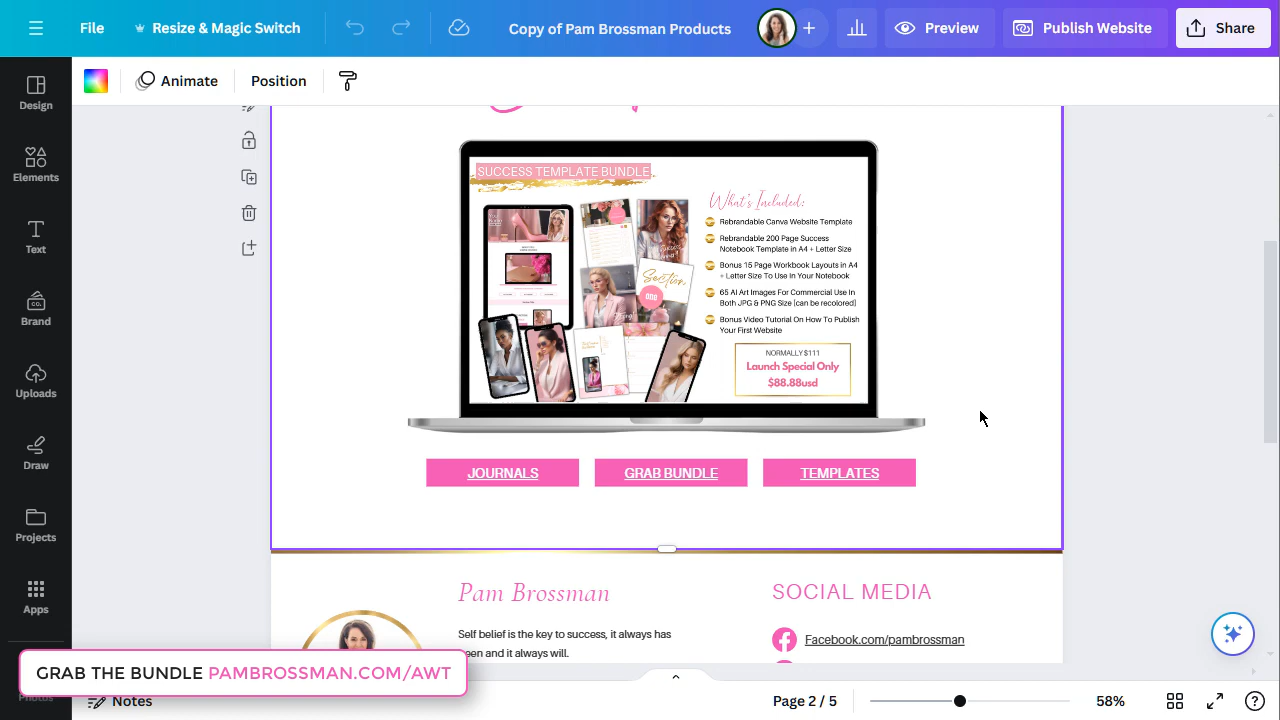 File
Resize & Magic Switch
Copy of Pam Brossman Products
Preview
Publish Website
Share
Animate
Position
Design
Elements
Text
Brand
Uploads
Draw
Projects
Apps
SUCCESS TEMPLATE BUNDLE
What's Included:
Rebrandable Canva Website Template
Rebrandable 200 Page Success
Notebook Template in A4 + Letter Size
Bonus 15 Page Workbook Layouts in A4
+ Letter Size To Use In Your Notebook
65 AI Art Images For Commercial Use In
Both JPG & PNG Size (can be recolored)
Bonus Video Tutorial On How To Publish
Your First Website
NORMALLY $111
Launch Special Only
$88.88usd
Section
JOURNALS
GRAB BUNDLE
TEMPLATES
Pam Brossman
SOCIAL MEDIA
Self belief is the key to success, it always has
een and it always will.
Facebook.com/pambrossman
GRAB THE BUNDLE PAMBROSSMAN.COM/AWT
Notes
Page 2 / 5
58%